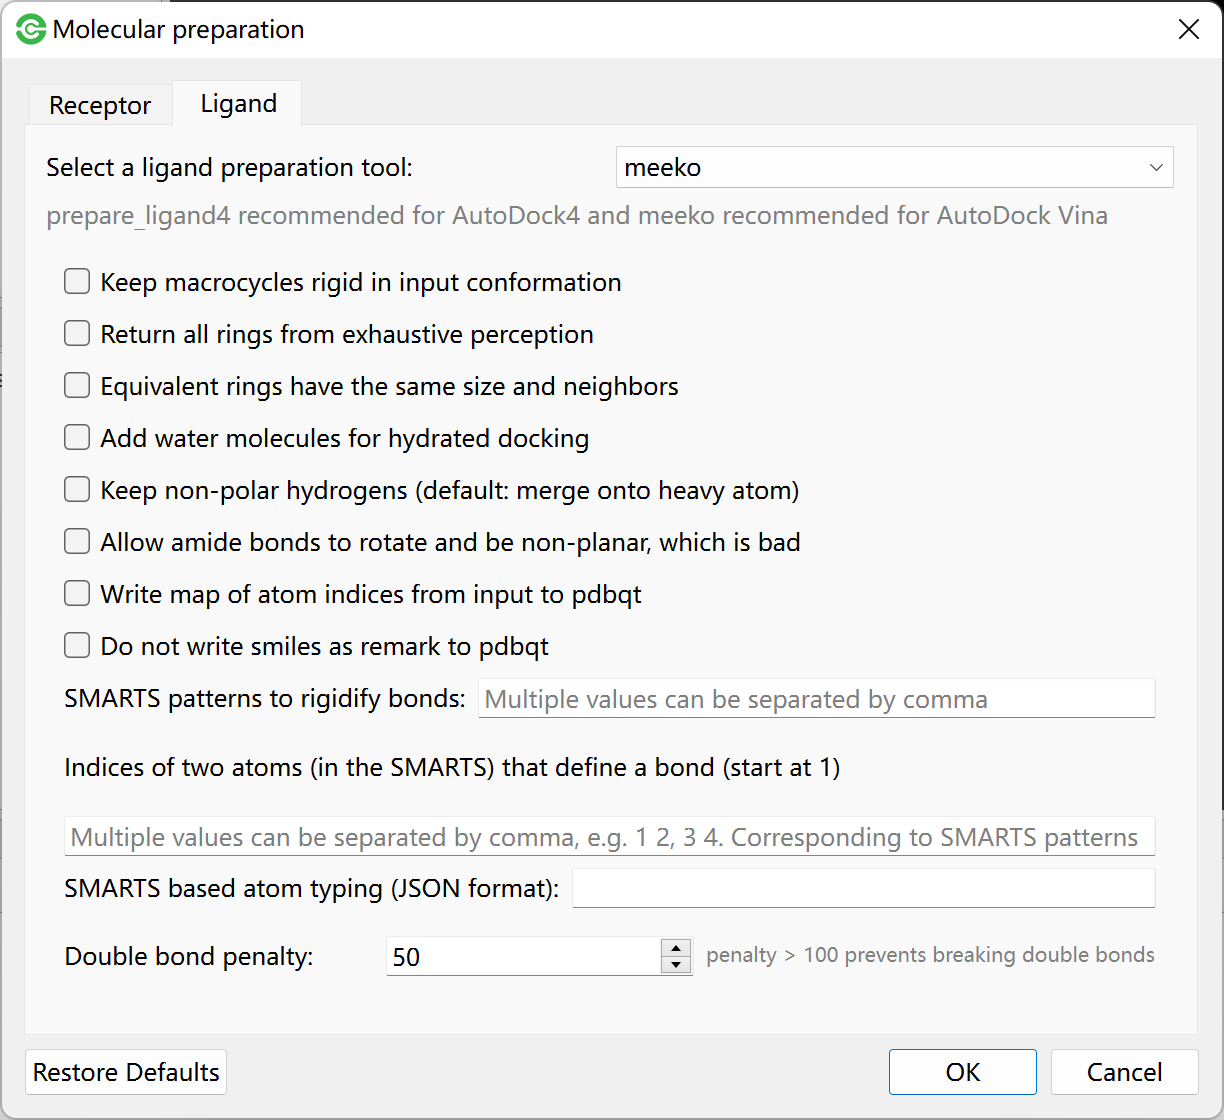 Molecular preparation
Receptor
Ligand
Select a ligand preparation tool:
meeko
prepare_ligand4 recommended for AutoDock4 and meeko recommended for AutoDock Vina
Keep macrocycles rigid in input conformation
Return all rings from exhaustive perception
Equivalent rings have the same size and neighbors
Add water molecules for hydrated docking
Keep non-polar hydrogens (default: merge onto heavy atom)
Allow amide bonds to rotate and be non-planar, which is bad
Write map of atom indices from input to pdbqt
Do not write smiles as remark to pdbqt
SMARTS patterns to rigidify bonds:
Multiple values can be separated by comma
Indices of two atoms (in the SMARTS) that define a bond (start at 1)
Multiple values can be separated by comma, e.g. 1 2, 3 4. Corresponding to SMARTS patterns
SMARTS based atom typing (JSON format):
Double bond penalty:
50
penalty > 100 prevents breaking double bonds
Restore Defaults
OK
Cancel